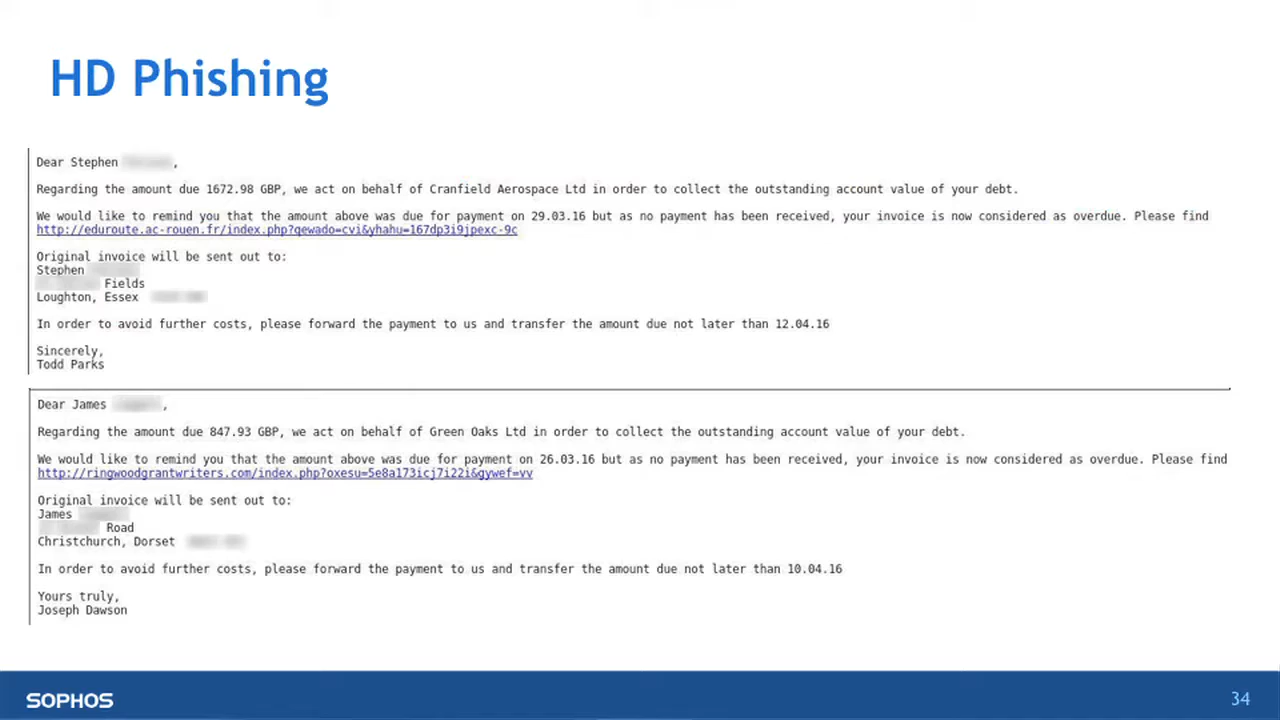 HD Phishing
Dear Stephen ,
Regarding the amount due 1672.98 GBP, we act on behalf of Cranfield Aerospace Ltd in order to collect the outstanding account value of your debt.
We would like to remind you that the amount above was due for payment on 29.03.16 but as no payment has been received, your invoice is now considered as overdue. Please find
http://eduroute.ac-rouen.fr/index.php?qewado=cvi&yhahu=167dp3i9jpexc-9c
Original invoice will be sent out to:
Stephen
Fields
Loughton, Essex
In order to avoid further costs, please forward the payment to us and transfer the amount due not later than 12.04.16
Sincerely,
Todd Parks
Dear James ,
Regarding the amount due 847.93 GBP, we act on behalf of Green Oaks Ltd in order to collect the outstanding account value of your debt.
We would like to remind you that the amount above was due for payment on 26.03.16 but as no payment has been received, your invoice is now considered as overdue. Please find
http://ringwoodgrantwriters.com/index.php?oxesu=5e8a173icj7i22i&gywef=vv
Original invoice will be sent out to:
James
Road
Christchurch, Dorset
In order to avoid further costs, please forward the payment to us and transfer the amount due not later than 10.04.16
Yours truly,
Joseph Dawson
SOPHOS
34